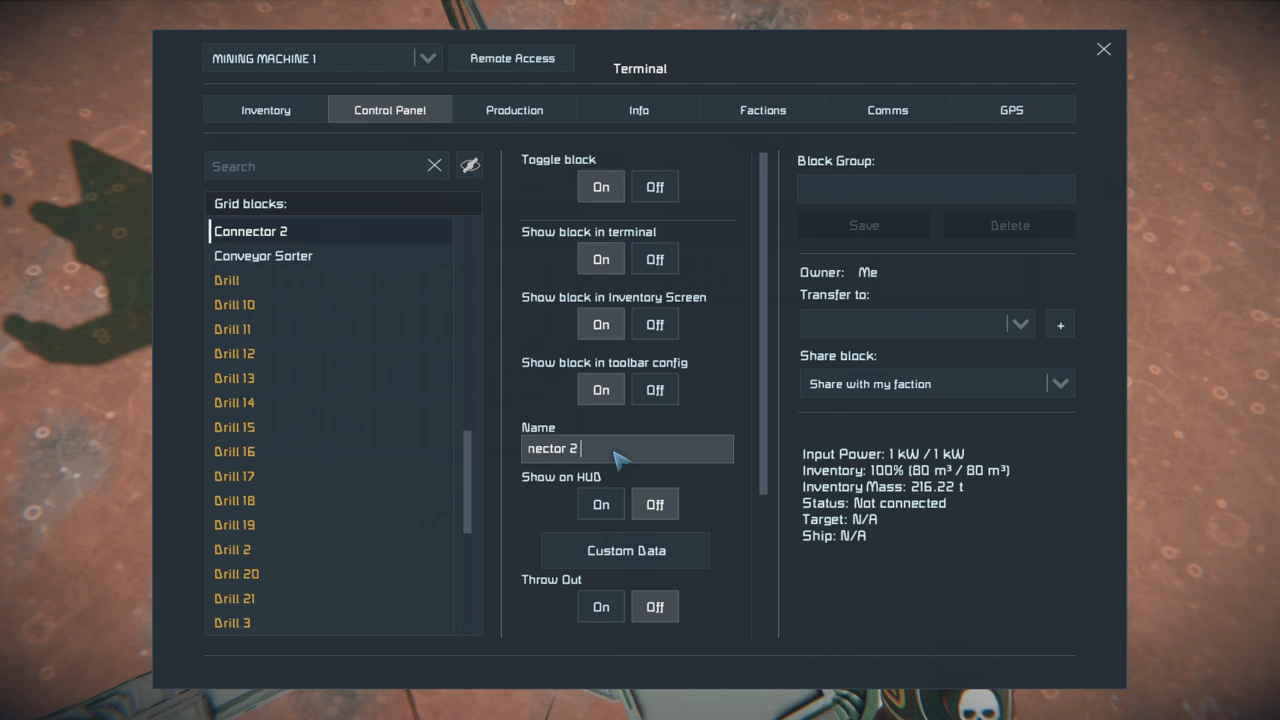 MINING MACHINE 1
Remote Access
Terminal
Inventory
Control Panel
Production
Info
Factions
Comms
GPS
Search
Grid blocks:
Connector 2
Conveyor Sorter
Drill
Drill 10
Drill 11
Drill 12
Drill 13
Drill 14
Drill 15
Drill 16
Drill 17
Drill 18
Drill 19
Drill 2
Drill 20
Drill 21
Drill 3
Toggle block
On Off
Show block in terminal
On Off
Show block in Inventory Screen
On Off
Show block in toolbar config
On Off
Name
nector 2
Show on HUD
On Off
Custom Data
Throw Out
On Off
Block Group:
Save Delete
Owner: Me
Transfer to:
+
Share block:
Share with my faction
Input Power: 1 kW / 1 kW
Inventory: 100% (80 m³ / 80 m³)
Inventory Mass: 216.22 t
Status: Not connected
Target: N/A
Ship: N/A